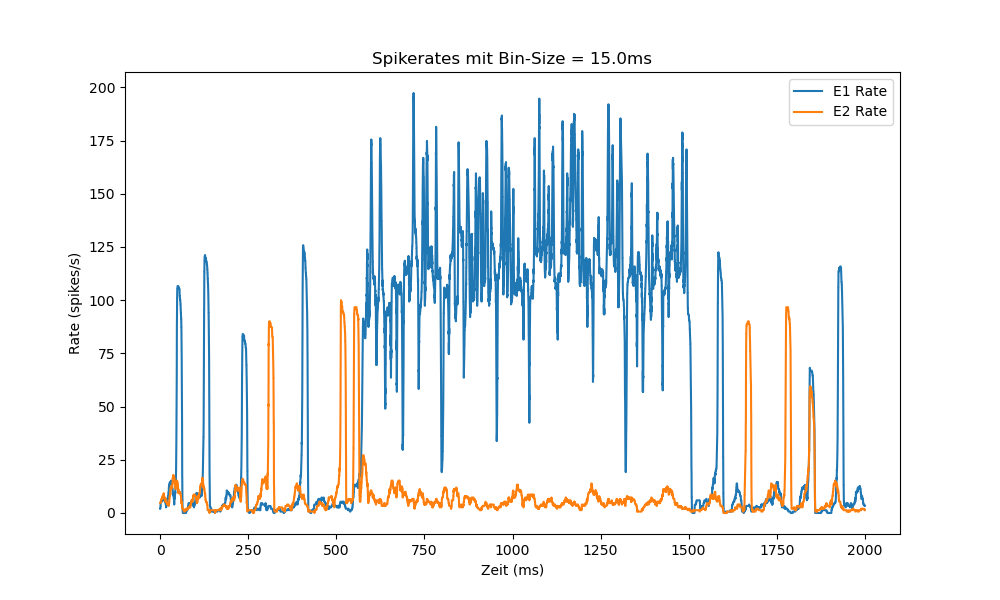 Spikerates mit Bin-Size = 15.0ms
E1 Rate
E2 Rate
200
175
150
125
100
75
50
25
0
Rate (spikes/s)
0 250 500 750 1000 1250 1500 1750 2000
Zeit (ms)